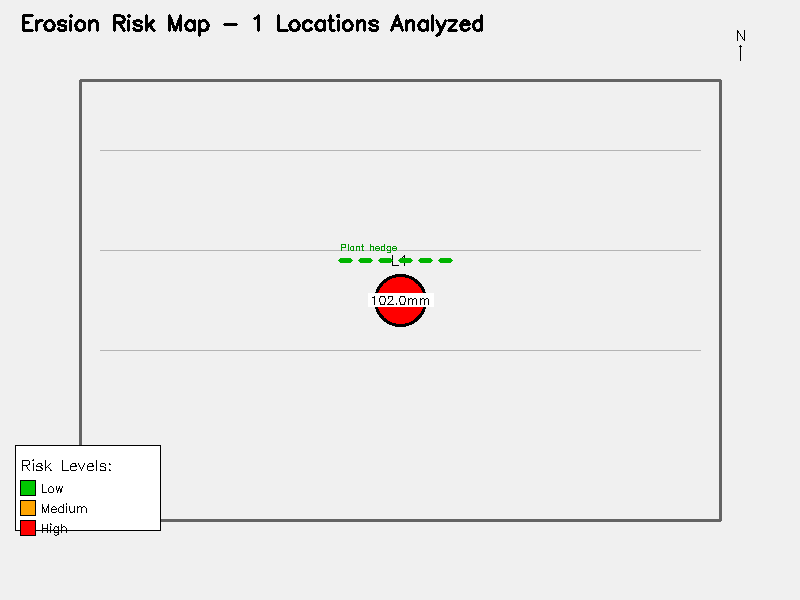 Erosion Risk Map - 1 Locations Analyzed
N
Plant hedge
L1
102.0mm
Risk Levels:
Low
Medium
High